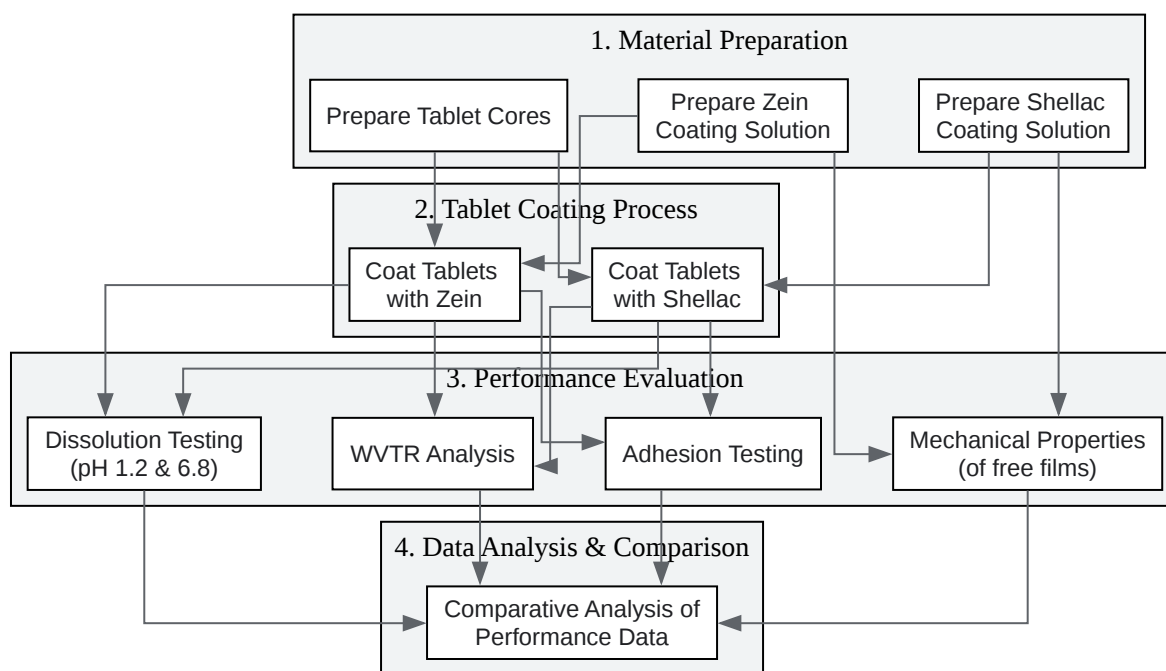 1. Material Preparation
Prepare Tablet Cores
Prepare Zein
Coating Solution
Prepare Shellac
Coating Solution
2. Tablet Coating Process
Coat Tablets
with Zein
Coat Tablets
with Shellac
3. Performance Evaluation
Dissolution Testing
(pH 1.2 & 6.8)
WVTR Analysis
Adhesion Testing
Mechanical Properties
(of free films)
4. Data Analysis & Comparison
Comparative Analysis of
Performance Data